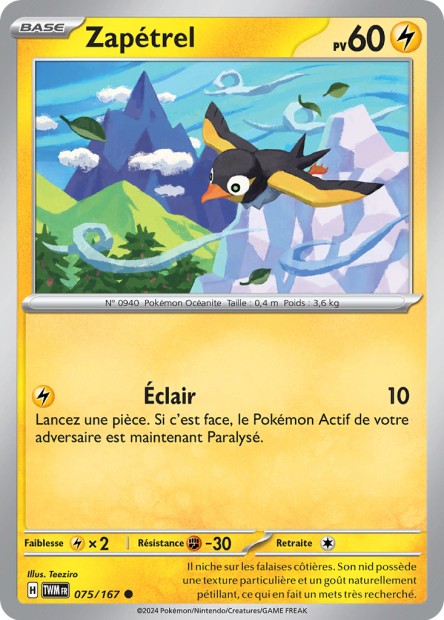 BASE
Zapétrel
PV 60
N° 0940 Pokémon Océanite Taille : 0,4 m Poids : 3,6 kg
Éclair 10
Lancez une pièce. Si c'est face, le Pokémon Actif de votre
adversaire est maintenant Paralysé.
Faiblesse ×2 Résistance -30 Retraite
Illus. Teeziro
Il niche sur les falaises côtières. Son nid possède
une texture particulière et un goût naturellement
pétillant, ce qui en fait un mets très recherché.
H TWM FR 075/167
©2024 Pokémon/Nintendo/Creatures/GAME FREAK